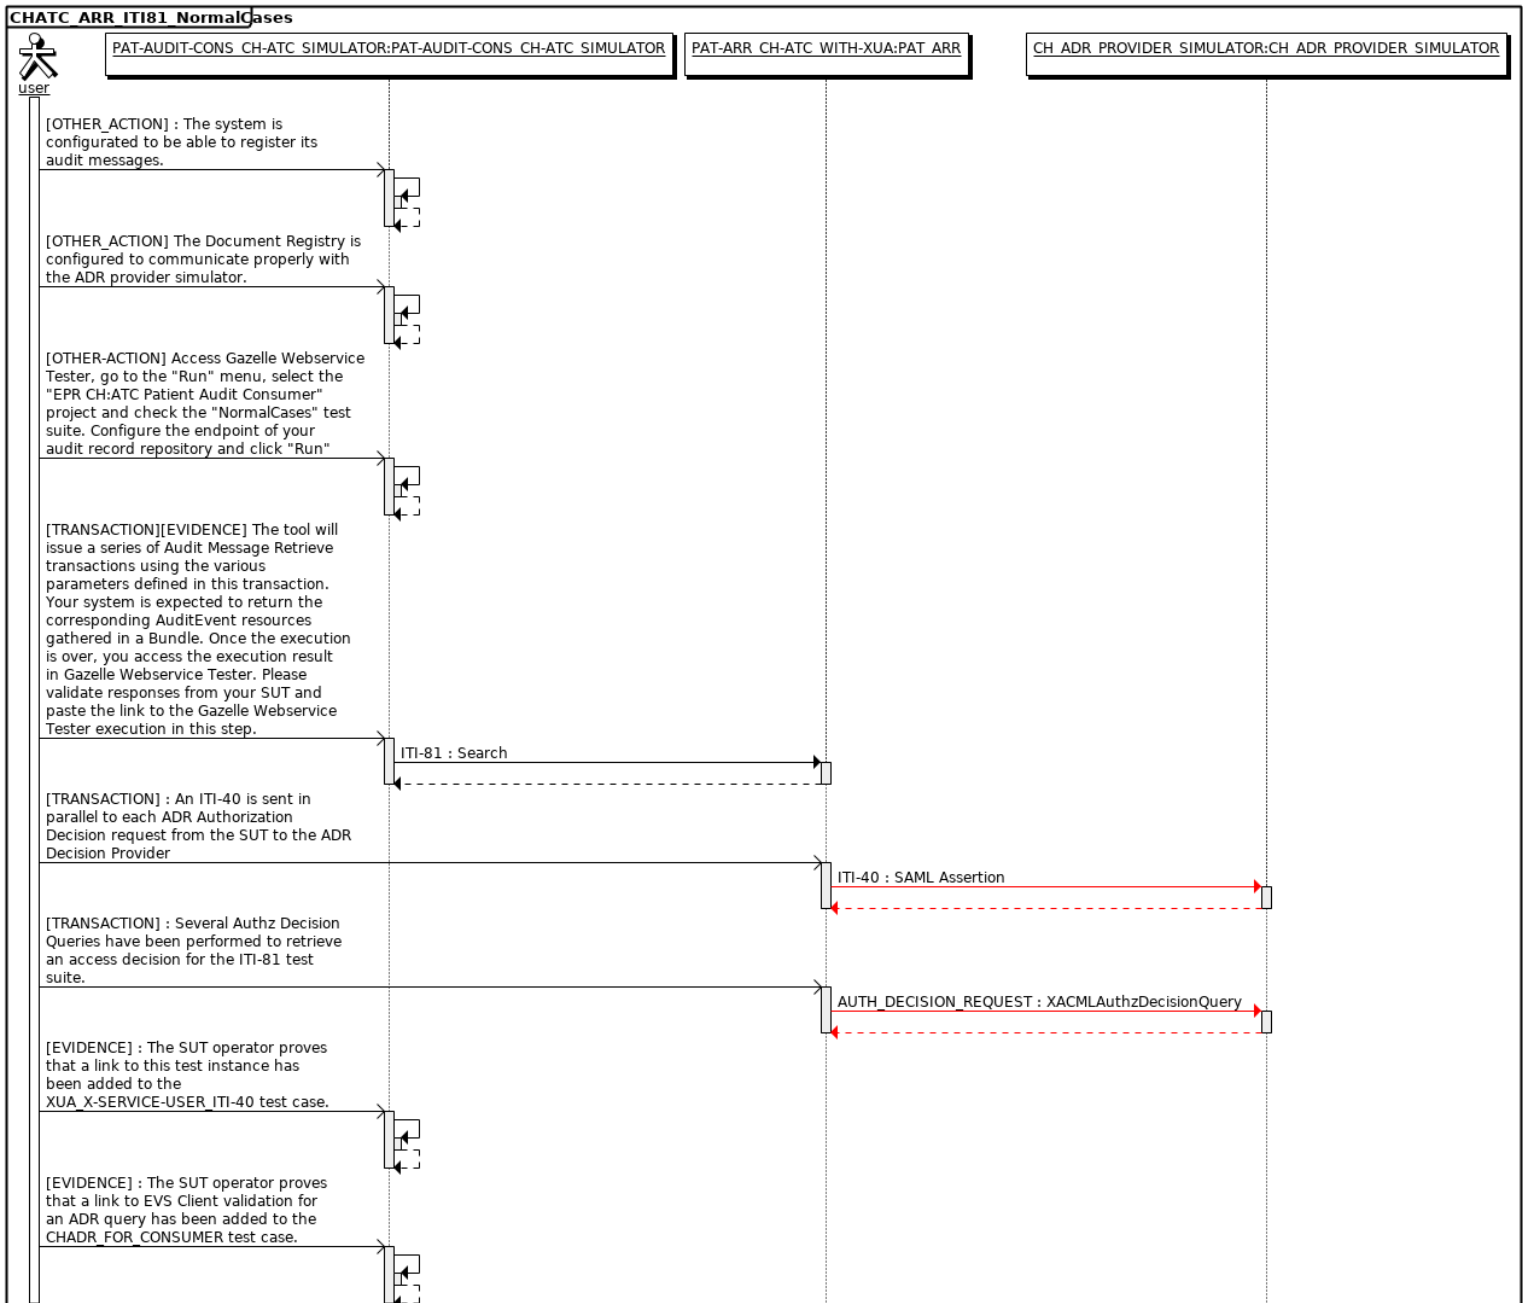 CHATC_ARR_ITI81_NormalCases
PAT-AUDIT-CONS_CH-ATC_SIMULATOR:PAT-AUDIT-CONS_CH-ATC_SIMULATOR
PAT-ARR_CH-ATC_WITH-XUA:PAT_ARR
CH_ADR_PROVIDER_SIMULATOR:CH_ADR_PROVIDER_SIMULATOR
user
[OTHER_ACTION] : The system is
configurated to be able to register its
audit messages.
[OTHER_ACTION] The Document Registry is
configured to communicate properly with
the ADR provider simulator.
[OTHER-ACTION] Access Gazelle Webservice
Tester, go to the "Run" menu, select the
"EPR CH:ATC Patient Audit Consumer"
project and check the "NormalCases" test
suite. Configure the endpoint of your
audit record repository and click "Run"
[TRANSACTION][EVIDENCE] The tool will
issue a series of Audit Message Retrieve
transactions using the various
parameters defined in this transaction.
Your system is expected to return the
corresponding AuditEvent resources
gathered in a Bundle. Once the execution
is over, you access the execution result
in Gazelle Webservice Tester. Please
validate responses from your SUT and
paste the link to the Gazelle Webservice
Tester execution in this step.
ITI-81 : Search
[TRANSACTION] : An ITI-40 is sent in
parallel to each ADR Authorization
Decision request from the SUT to the ADR
Decision Provider
ITI-40 : SAML Assertion
[TRANSACTION] : Several Authz Decision
Queries have been performed to retrieve
an access decision for the ITI-81 test
suite.
AUTH_DECISION_REQUEST : XACMLAuthzDecisionQuery
[EVIDENCE] : The SUT operator proves
that a link to this test instance has
been added to the
XUA_X-SERVICE-USER_ITI-40 test case.
[EVIDENCE] : The SUT operator proves
that a link to EVS Client validation for
an ADR query has been added to the
CHADR_FOR_CONSUMER test case.